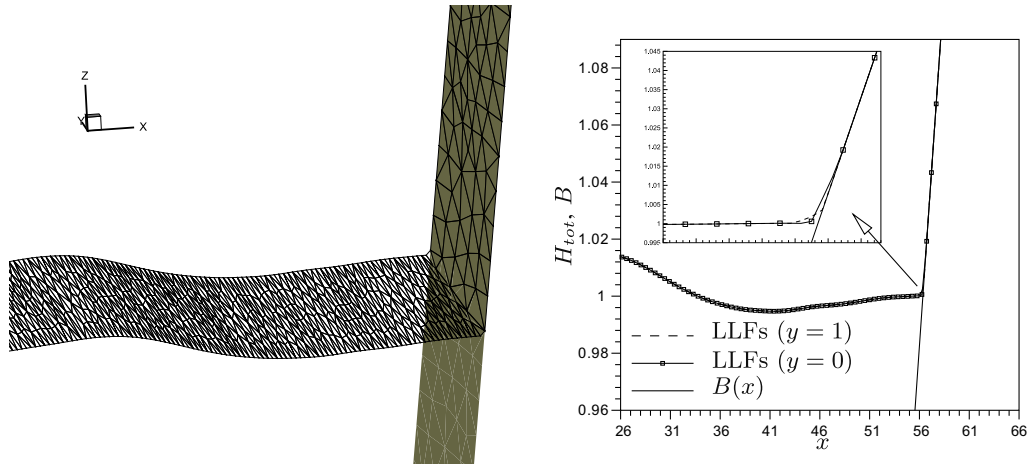 Z
Y
X
1.08
1.06
1.04
1.02
1
0.98
0.96
H_{tot}, B
1.045
1.04
1.035
1.03
1.025
1.02
1.015
1.01
1.005
1
0.995
LLFs (y = 1)
LLFs (y = 0)
B(x)
26 31 36 41 46 51 56 61 66
x